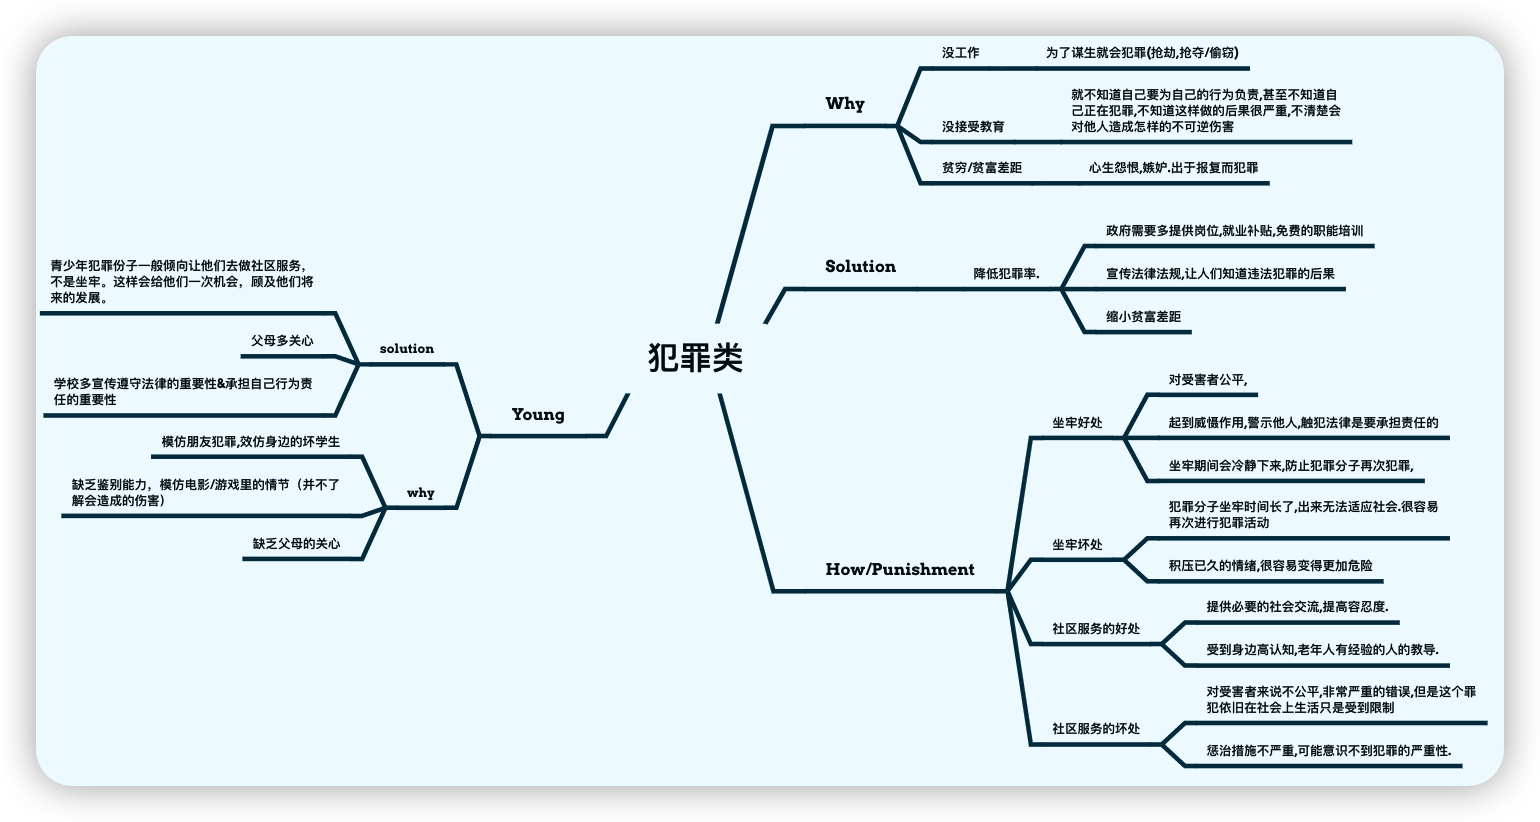 犯罪类
Why
没工作
为了谋生就会犯罪(抢劫,抢夺/偷窃)
没接受教育
就不知道自己要为自己的行为负责,甚至不知道自
己正在犯罪,不知道这样做的后果很严重,不清楚会
对他人造成怎样的不可逆伤害
贫穷/贫富差距
心生怨恨,嫉妒.出于报复而犯罪
Solution
降低犯罪率.
政府需要多提供岗位,就业补贴,免费的职能培训
宣传法律法规,让人们知道违法犯罪的后果
缩小贫富差距
How/Punishment
坐牢好处
对受害者公平,
起到威慑作用,警示他人,触犯法律是要承担责任的
坐牢期间会冷静下来,防止犯罪分子再次犯罪,
坐牢坏处
犯罪分子坐牢时间长了,出来无法适应社会.很容易
再次进行犯罪活动
积压已久的情绪,很容易变得更加危险
社区服务的好处
提供必要的社会交流,提高容忍度.
受到身边高认知,老年人有经验的人的教导.
社区服务的坏处
对受害者来说不公平,非常严重的错误,但是这个罪
犯依旧在社会上生活只是受到限制
惩治措施不严重,可能意识不到犯罪的严重性.
Young
solution
青少年犯罪份子一般倾向让他们去做社区服务，
不是坐牢。这样会给他们一次机会，顾及他们将
来的发展。
父母多关心
学校多宣传遵守法律的重要性&承担自己行为责
任的重要性
why
模仿朋友犯罪,效仿身边的坏学生
缺乏鉴别能力，模仿电影/游戏里的情节（并不了
解会造成的伤害）
缺乏父母的关心